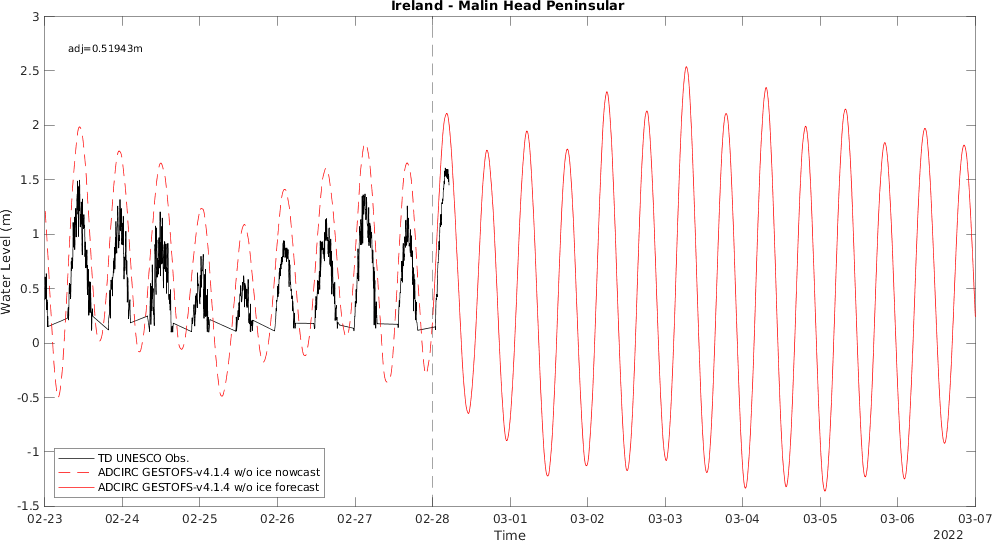 Ireland - Malin Head Peninsular
adj=0.51943m
3
2.5
2
1.5
1
0.5
0
-0.5
-1
-1.5
Water Level (m)
TD UNESCO Obs.
ADCIRC GESTOFS-v4.1.4 w/o ice nowcast
ADCIRC GESTOFS-v4.1.4 w/o ice forecast
02-23 02-24 02-25 02-26 02-27 02-28 03-01 03-02 03-03 03-04 03-05 03-06 03-07
Time
2022